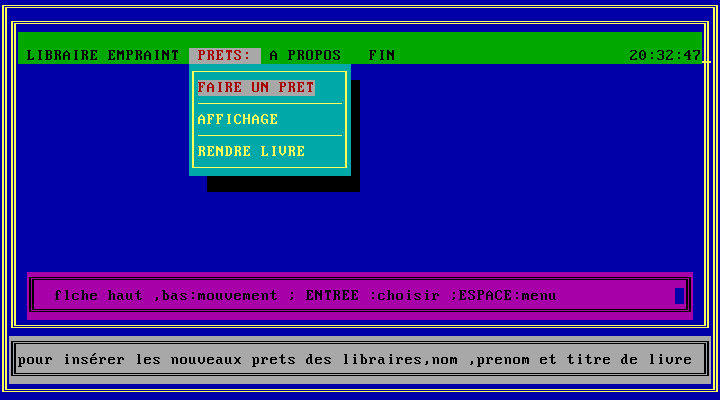 LIBRAIRE EMPRAINT PRETS: A PROPOS FIN 20:32:47
FAIRE UN PRET
AFFICHAGE
RENDRE LIVRE
flche haut ,bas:mouvement ; ENTREE :choisir ;ESPACE:menu
pour insérer les nouveaux prets des libraires,nom ,prenom et titre de livre